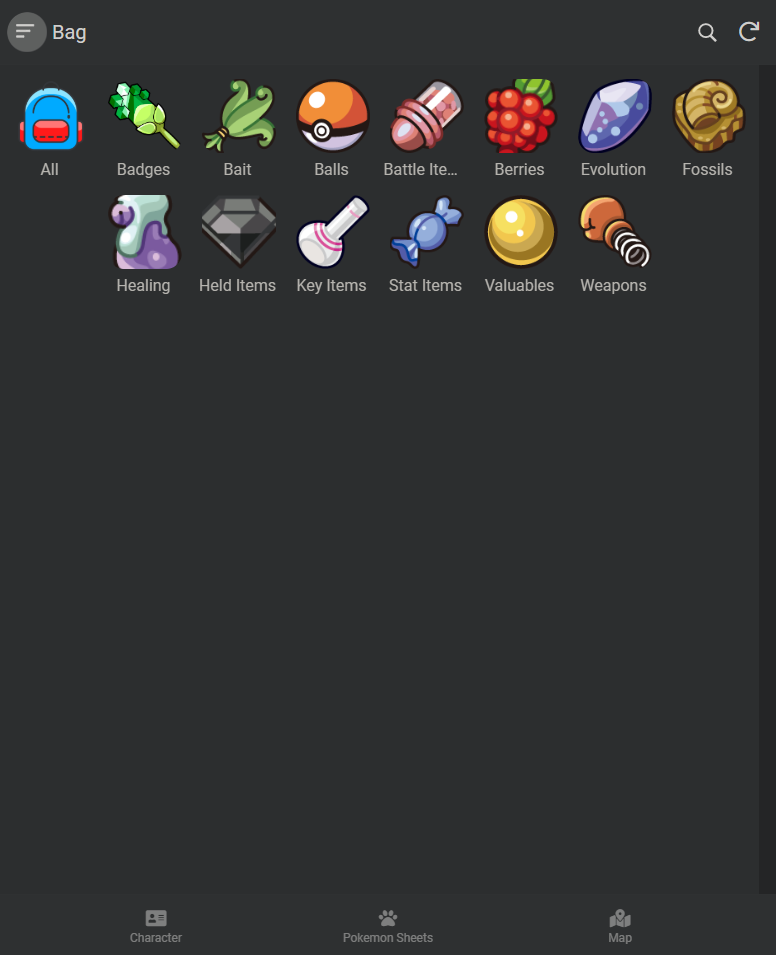 Bag
All Badges Bait Balls Battle Ite... Berries Evolution Fossils
Healing Held Items Key Items Stat Items Valuables Weapons
Character Pokemon Sheets Map